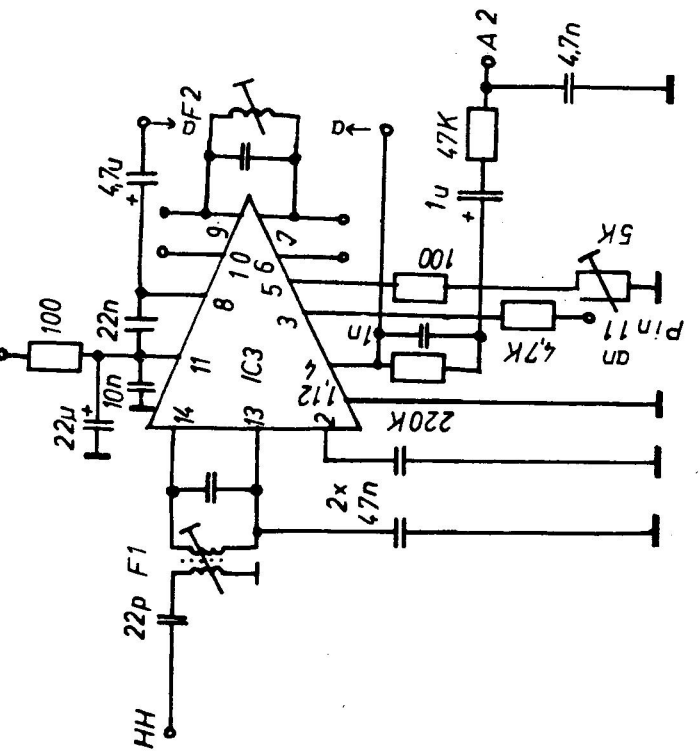 100
22µ
+
10n
22n
4,7u
+
a
F2
14
11
8
9
10
13
IC3
7
6
5
3
4
1,12
2
HH
22p
F1
2x
47n
220K
1n
a
100
4,7K
5K
Pin 11
an
1u
+
47K
A2
4,7n